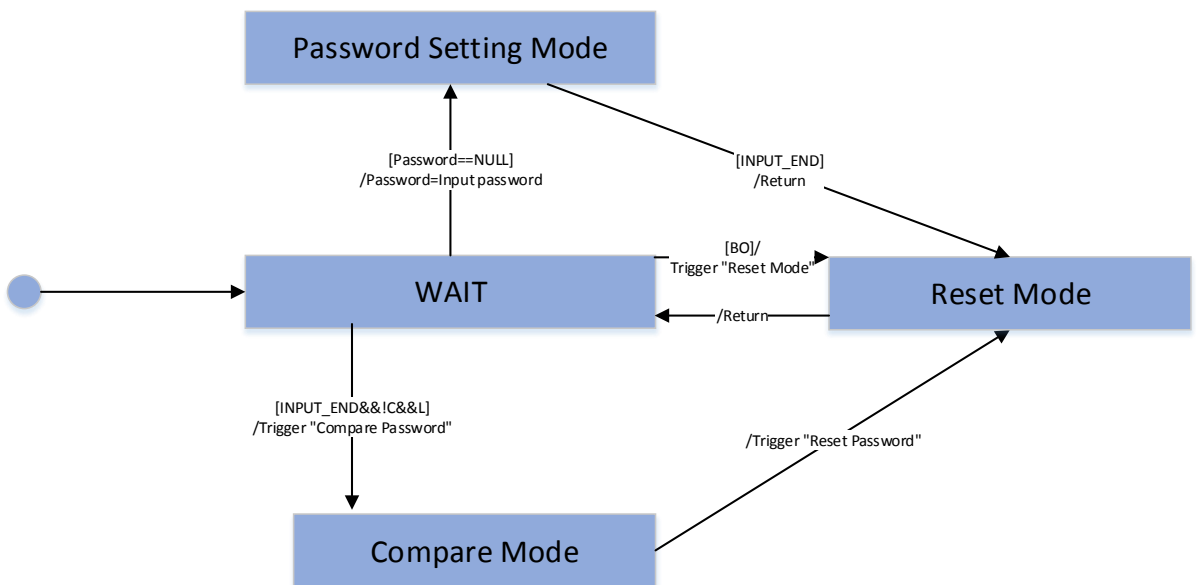 Password Setting Mode
[Password==NULL]
/Password=Input password
[INPUT_END]
/Return
[BO]/
Trigger "Reset Mode"
WAIT
Reset Mode
/Return
[INPUT_END&&!C&&L]
/Trigger "Compare Password"
/Trigger "Reset Password"
Compare Mode